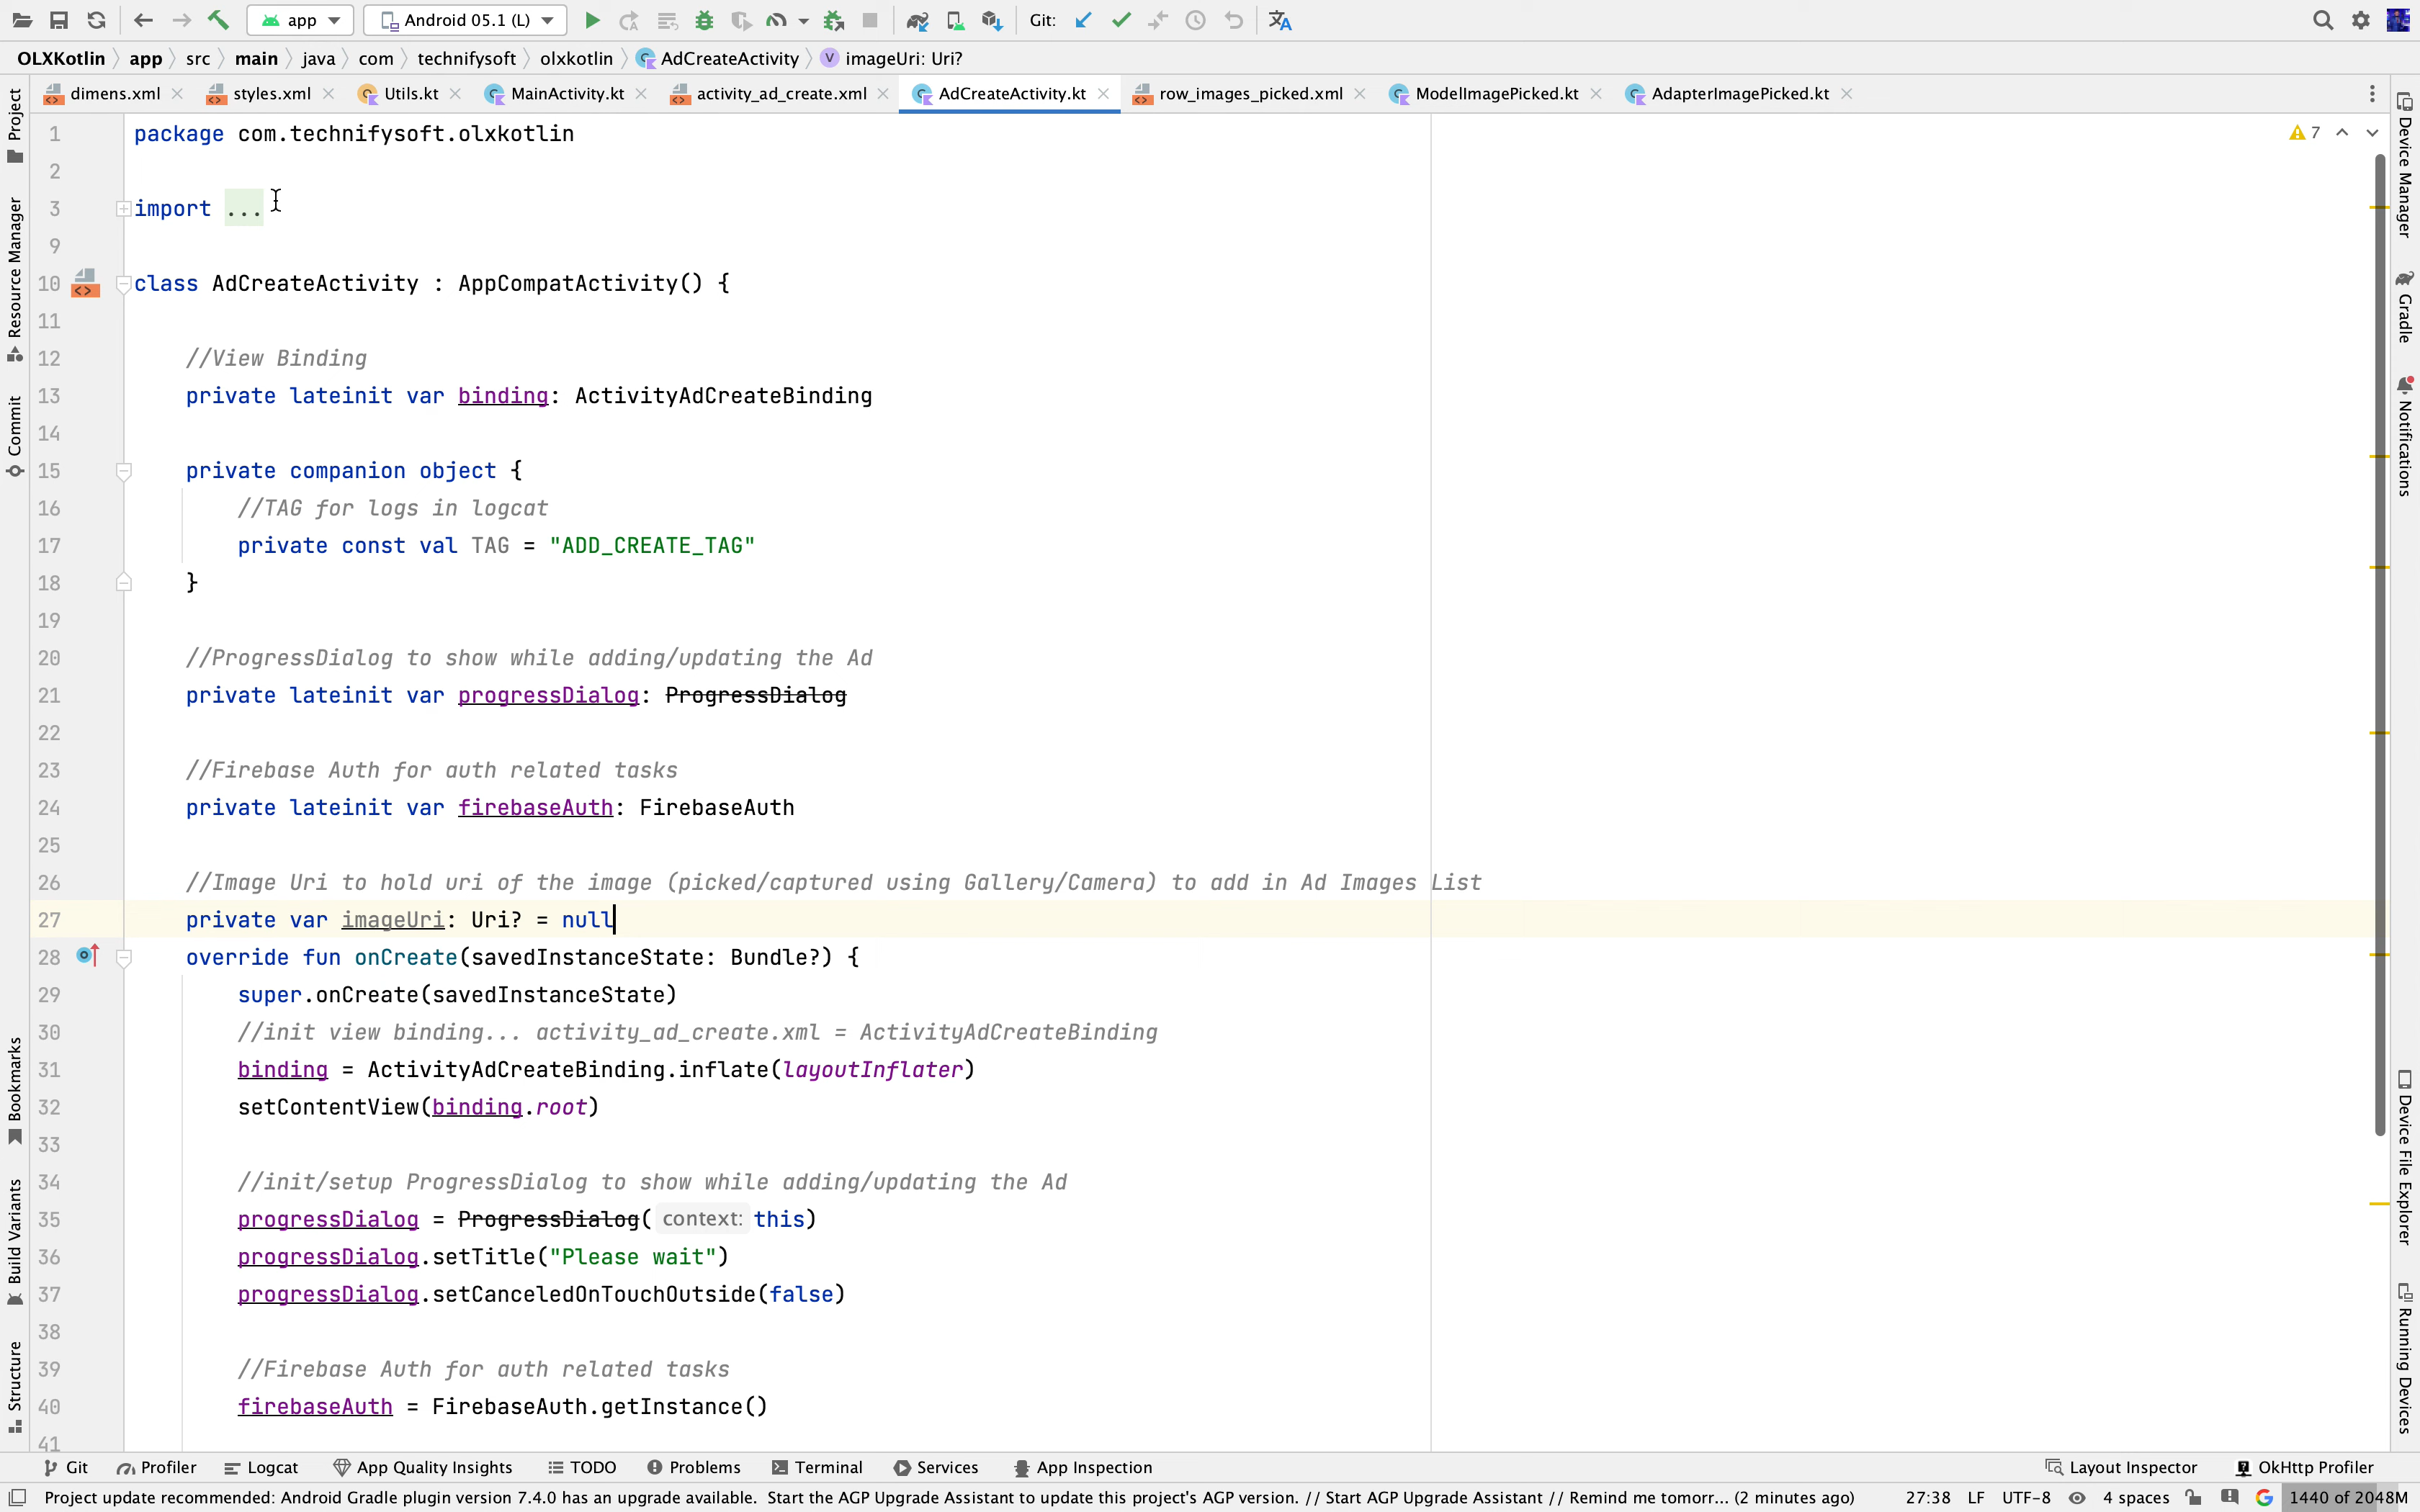 app
Android 05.1 (L)
Git:
OLXKotlin
app
src
main
java
com
technifysoft
olxkotlin
AdCreateActivity
imageUri: Uri?
dimens.xml
styles.xml
Utils.kt
MainActivity.kt
activity_ad_create.xml
AdCreateActivity.kt
row_images_picked.xml
ModelImagePicked.kt
AdapterImagePicked.kt
Project
Resource Manager
Commit
Bookmarks
Build Variants
Structure
7
1 package com.technifysoft.olxkotlin
2
3 import ...
9
10 class AdCreateActivity : AppCompatActivity() {
11
12 //View Binding
13 private lateinit var binding: ActivityAdCreateBinding
14
15 private companion object {
16 //TAG for logs in logcat
17 private const val TAG = "ADD_CREATE_TAG"
18 }
19
20 //ProgressDialog to show while adding/updating the Ad
21 private lateinit var progressDialog: ProgressDialog
22
23 //Firebase Auth for auth related tasks
24 private lateinit var firebaseAuth: FirebaseAuth
25
26 //Image Uri to hold uri of the image (picked/captured using Gallery/Camera) to add in Ad Images List
27 private var imageUri: Uri? = null
28 override fun onCreate(savedInstanceState: Bundle?) {
29 super.onCreate(savedInstanceState)
30 //init view binding... activity_ad_create.xml = ActivityAdCreateBinding
31 binding = ActivityAdCreateBinding.inflate(layoutInflater)
32 setContentView(binding.root)
33
34 //init/setup ProgressDialog to show while adding/updating the Ad
35 progressDialog = ProgressDialog( context: this)
36 progressDialog.setTitle("Please wait")
37 progressDialog.setCanceledOnTouchOutside(false)
38
39 //Firebase Auth for auth related tasks
40 firebaseAuth = FirebaseAuth.getInstance()
41
Device Manager
Gradle
Notifications
Device File Explorer
Running Devices
Git
Profiler
Logcat
App Quality Insights
TODO
Problems
Terminal
Services
App Inspection
Layout Inspector
OkHttp Profiler
Project update recommended: Android Gradle plugin version 7.4.0 has an upgrade available. Start the AGP Upgrade Assistant to update this project's AGP version. // Start AGP Upgrade Assistant // Remind me tomorr... (2 minutes ago)
27:38
LF
UTF-8
4 spaces
1440 of 2048M